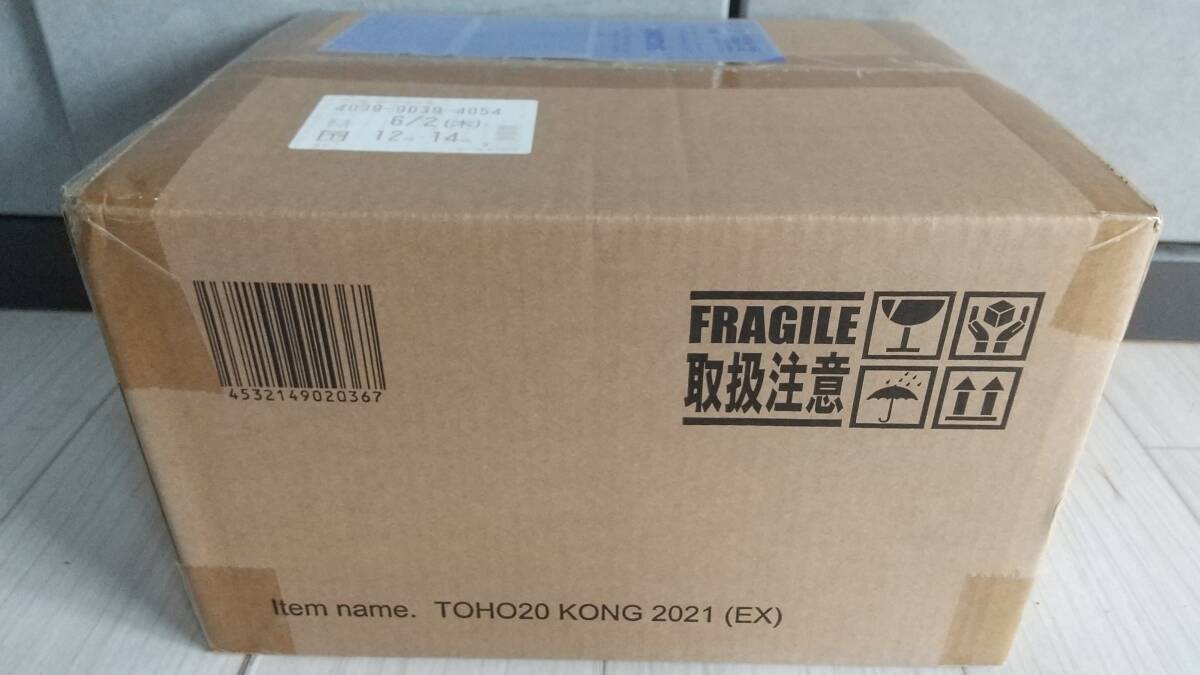 4039-9039-4054
6/2(木)
12 - 14
4532149020367
FRAGILE
取扱注意
Item name. TOHO20 KONG 2021 (EX)